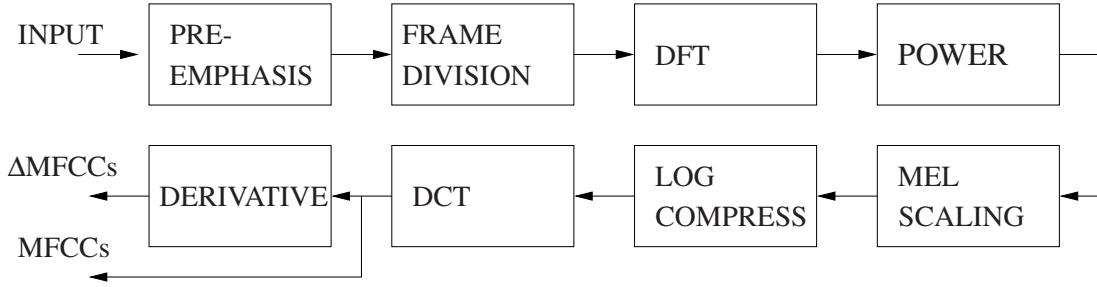 INPUT
PRE-
EMPHASIS
FRAME
DIVISION
DFT
POWER
ΔMFCCs
DERIVATIVE
DCT
LOG
COMPRESS
MEL
SCALING
MFCCs